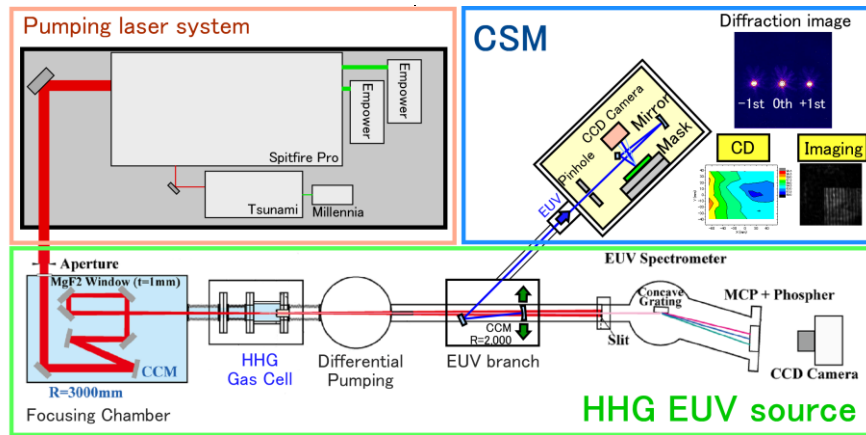 Pumping laser system
Empower
Empower
Spitfire Pro
Tsunami
Millennia
CSM
Diffraction image
-1st 0th +1st
CCD Camera
Mirror
Mask
Pinhole
EUV
CD
Imaging
Aperture
MgF2 Window (t=1mm)
CCM
R=3000mm
Focusing Chamber
HHG
Gas Cell
Differential
Pumping
CCM
R=2,000
EUV branch
EUV Spectrometer
Concave
Grating
Slit
MCP + Phospher
CCD Camera
HHG EUV source